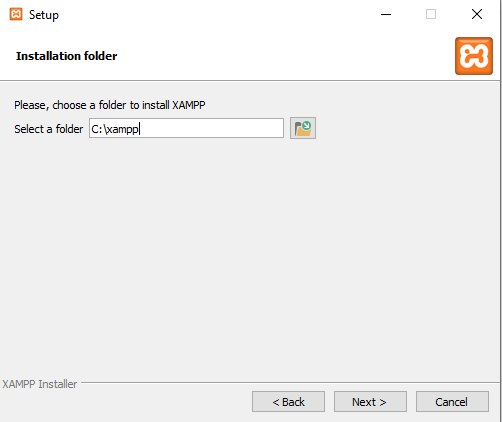 Setup
Installation folder
Please, choose a folder to install XAMPP
Select a folder C:\xampp
XAMPP Installer
< Back Next > Cancel